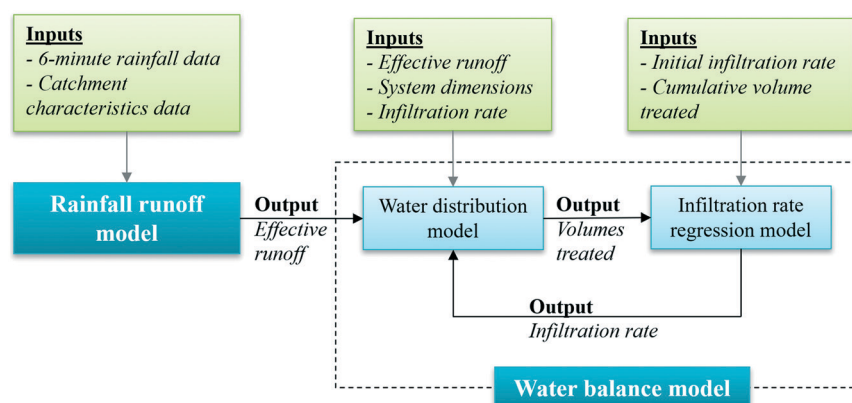 Inputs
- 6-minute rainfall data
- Catchment
characteristics data
Inputs
- Effective runoff
- System dimensions
- Infiltration rate
Inputs
- Initial infiltration rate
- Cumulative volume
treated
Rainfall runoff
model
Output
Effective
runoff
Water distribution
model
Output
Volumes
treated
Infiltration rate
regression model
Output
Infiltration rate
Water balance model